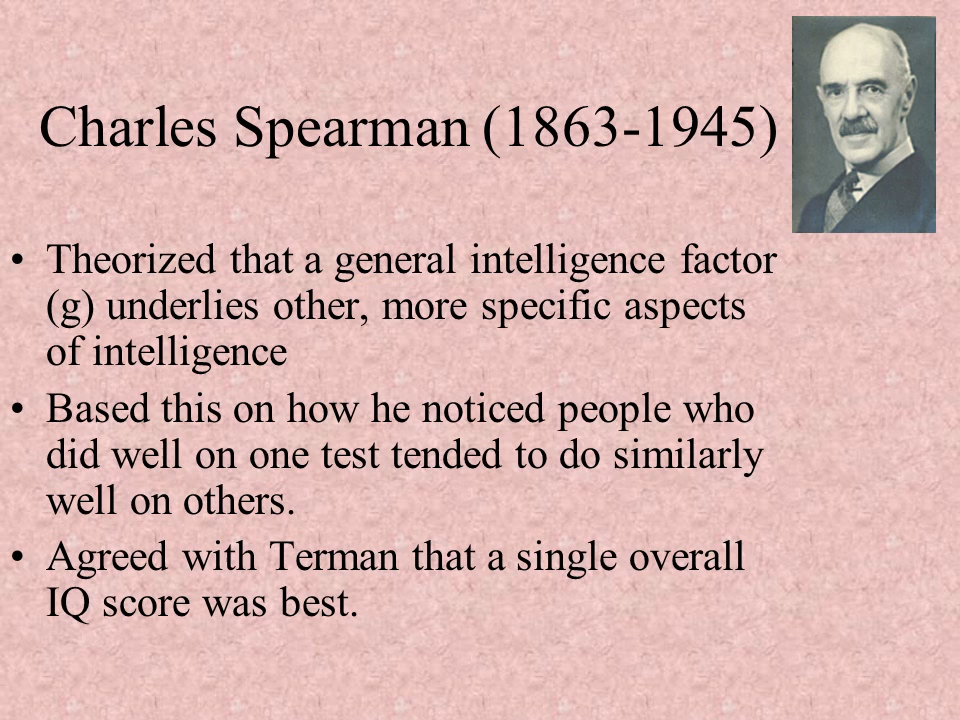 Charles Spearman (1863-1945)
• Theorized that a general intelligence factor
(g) underlies other, more specific aspects
of intelligence
• Based this on how he noticed people who
did well on one test tended to do similarly
well on others.
• Agreed with Terman that a single overall
IQ score was best.